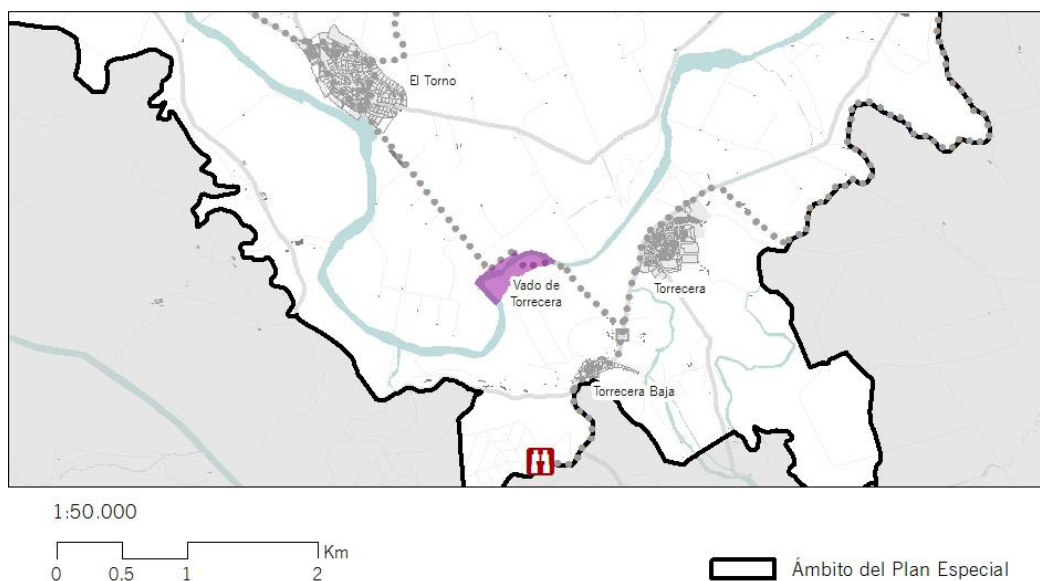 El Torno
Vado de
Torrecera
Torrecera
Torrecera Baja
1:50.000
Km
0 0.5 1 2
Ámbito del Plan Especial